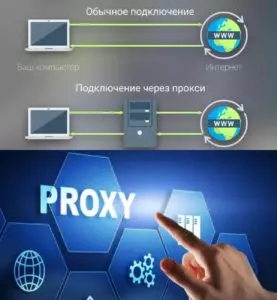 Обычное подключение
WWW
Ваш компьютер
Интернет
Подключение через прокси
WWW
PROXY